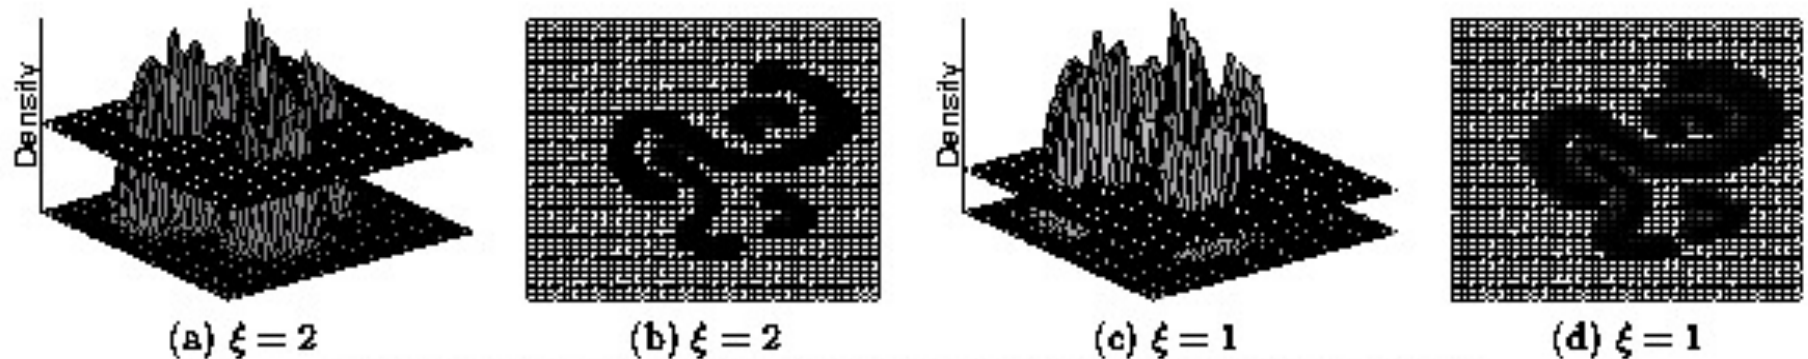 Density
Density
(a) ξ = 2
(b) ξ = 2
(c) ξ = 1
(d) ξ = 1